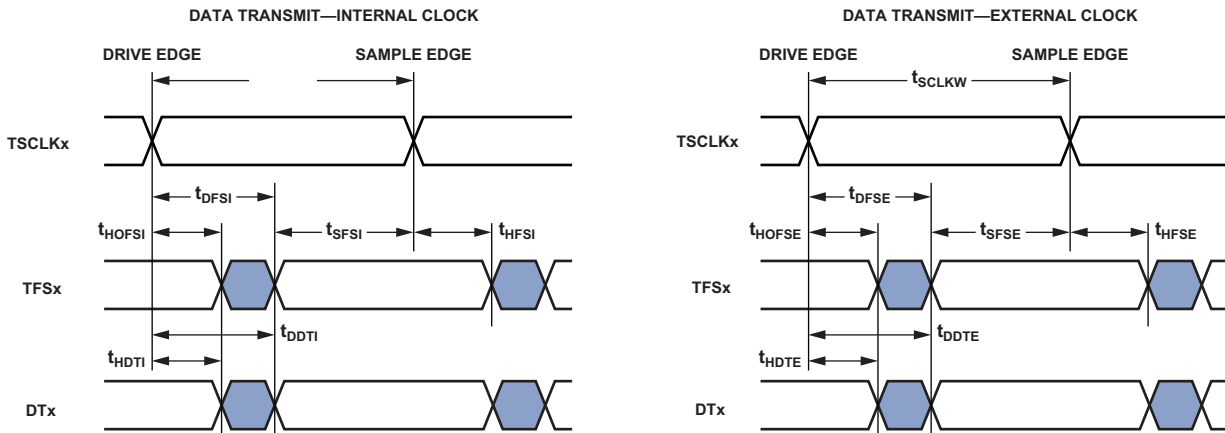 DATA TRANSMIT—INTERNAL CLOCK
DRIVE EDGE
SAMPLE EDGE
TSCLKx
tDFSI
tHOFSI
tSFSI
tHFSI
TFSx
tDDTI
tHDTI
DTx
DATA TRANSMIT—EXTERNAL CLOCK
DRIVE EDGE
SAMPLE EDGE
tSCLKW
TSCLKx
tDFSE
tHOFSE
tSFSE
tHFSE
TFSx
tDDTE
tHDTE
DTx